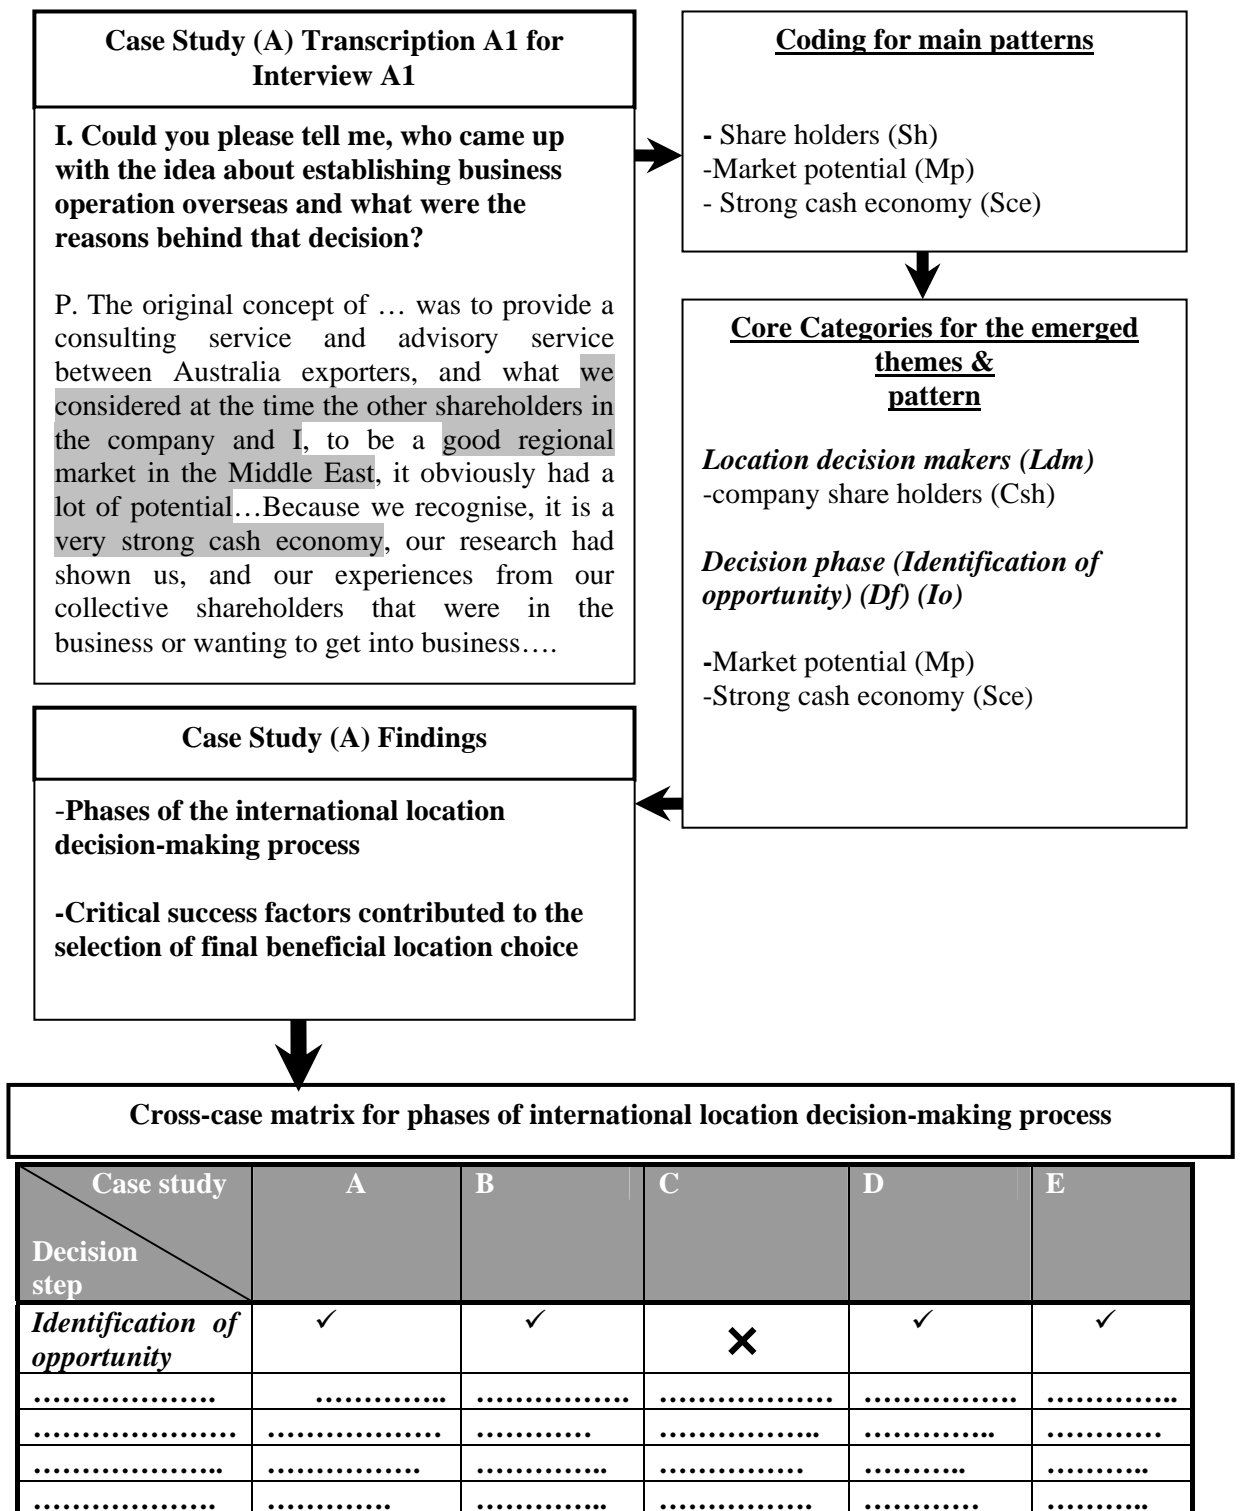 Case Study (A) Transcription A1 for
Interview A1
I. Could you please tell me, who came up
with the idea about establishing business
operation overseas and what were the
reasons behind that decision?
P. The original concept of … was to provide a
consulting service and advisory service
between Australia exporters, and what we
considered at the time the other shareholders in
the company and I, to be a good regional
market in the Middle East, it obviously had a
lot of potential…Because we recognise, it is a
very strong cash economy, our research had
shown us, and our experiences from our
collective shareholders that were in the
business or wanting to get into business….
Coding for main patterns
- Share holders (Sh)
-Market potential (Mp)
- Strong cash economy (Sce)
Core Categories for the emerged
themes &
pattern
Location decision makers (Ldm)
-company share holders (Csh)
Decision phase (Identification of
opportunity) (Df) (Io)
-Market potential (Mp)
-Strong cash economy (Sce)
Case Study (A) Findings
-Phases of the international location
decision-making process
-Critical success factors contributed to the
selection of final beneficial location choice
Cross-case matrix for phases of international location decision-making process
Case study A B C D E
Decision
step
Identification of
opportunity ✓ ✓ ✗ ✓ ✓
………………. ………….. ……………. ……………… ……………. …………..
………………… ……………… ………… …………….. ………….. …………
……………….. ……………. ………….. …………… ……….. ………..
………………. …………. ………….. ……………. ………… ………..